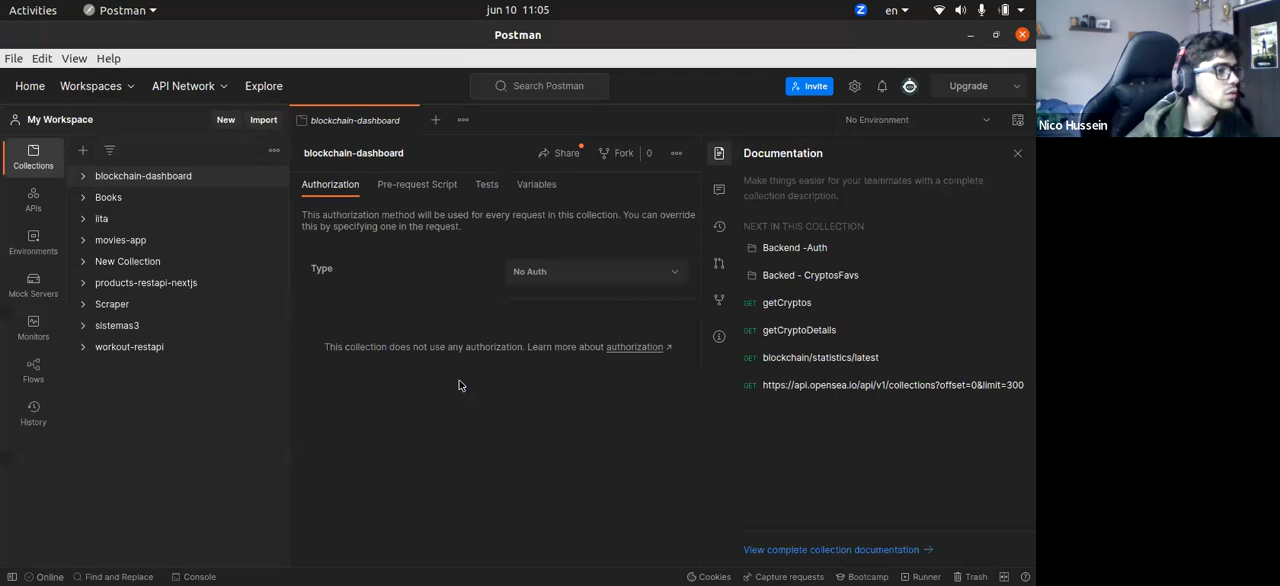 Activities
Postman
jun 10 11:05
Z
en
Postman
File Edit View Help
Home Workspaces API Network Explore
Search Postman
Invite
Upgrade
My Workspace
New Import
blockchain-dashboard
No Environment
Collections
APIs
Environments
Mock Servers
Monitors
Flows
History
blockchain-dashboard
Books
iita
movies-app
New Collection
products-restapi-nextjs
Scraper
sistemas3
workout-restapi
blockchain-dashboard
Share
Fork 0
Authorization Pre-request Script Tests Variables
This authorization method will be used for every request in this collection. You can override
this by specifying one in the request.
Type
No Auth
This collection does not use any authorization. Learn more about authorization ↗
Documentation
Make things easier for your teammates with a complete
collection description.
NEXT IN THIS COLLECTION
Backend -Auth
Backed - CryptosFavs
GET getCryptos
GET getCryptoDetails
GET blockchain/statistics/latest
GET https://api.opensea.io/api/v1/collections?offset=0&limit=300
View complete collection documentation →
Online Find and Replace Console
Cookies Capture requests Bootcamp Runner Trash
Nico Hussein